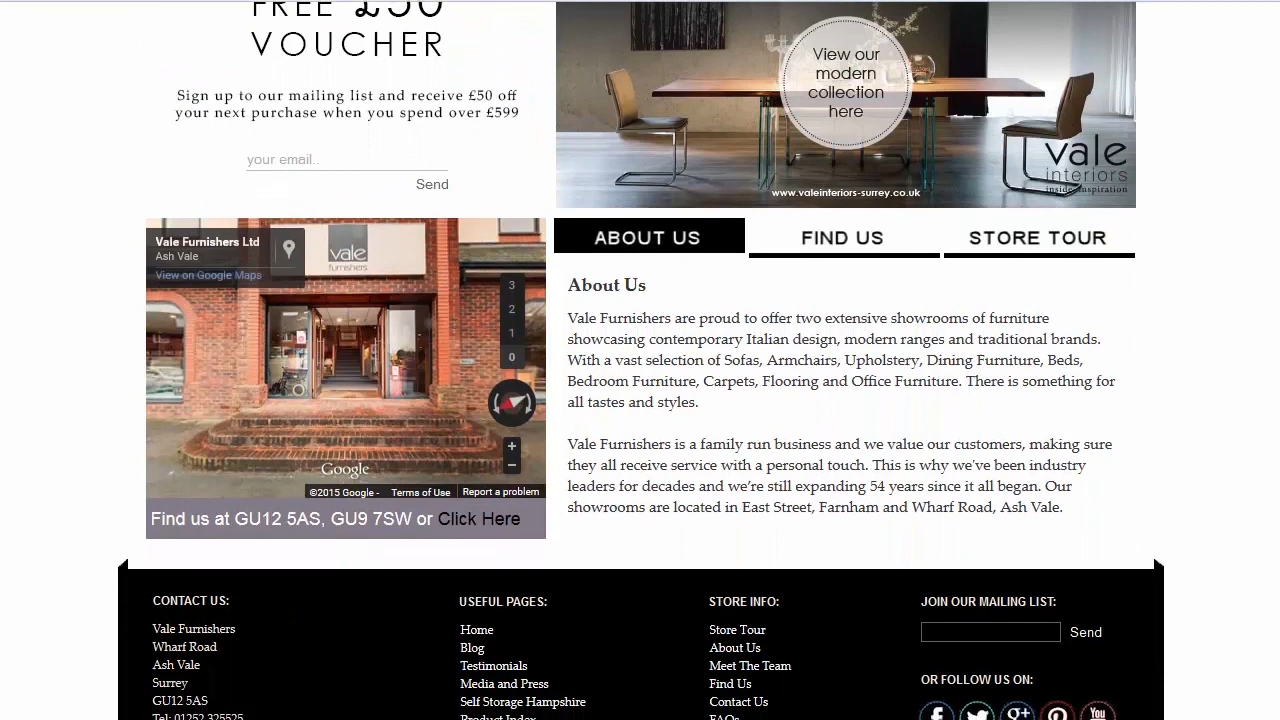 FREE £50
VOUCHER
Sign up to our mailing list and receive £50 off
your next purchase when you spend over £599
your email..
Send
View our
modern
collection
here
vale
interiors
inside inspiration
www.valeinteriors-surrey.co.uk
Vale Furnishers Ltd
Ash Vale
View on Google Maps
vale
furnishers
3
2
1
0
+
−
Google
©2015 Google - Terms of Use Report a problem
Find us at GU12 5AS, GU9 7SW or Click Here
ABOUT US FIND US STORE TOUR
About Us
Vale Furnishers are proud to offer two extensive showrooms of furniture
showcasing contemporary Italian design, modern ranges and traditional brands.
With a vast selection of Sofas, Armchairs, Upholstery, Dining Furniture, Beds,
Bedroom Furniture, Carpets, Flooring and Office Furniture. There is something for
all tastes and styles.
Vale Furnishers is a family run business and we value our customers, making sure
they all receive service with a personal touch. This is why we've been industry
leaders for decades and we're still expanding 54 years since it all began. Our
showrooms are located in East Street, Farnham and Wharf Road, Ash Vale.
CONTACT US:
Vale Furnishers
Wharf Road
Ash Vale
Surrey
GU12 5AS
Tel: 01252 325525
USEFUL PAGES:
Home
Blog
Testimonials
Media and Press
Self Storage Hampshire
Product Index
STORE INFO:
Store Tour
About Us
Meet The Team
Find Us
Contact Us
FAQs
JOIN OUR MAILING LIST:
Send
OR FOLLOW US ON:
f
g+
You